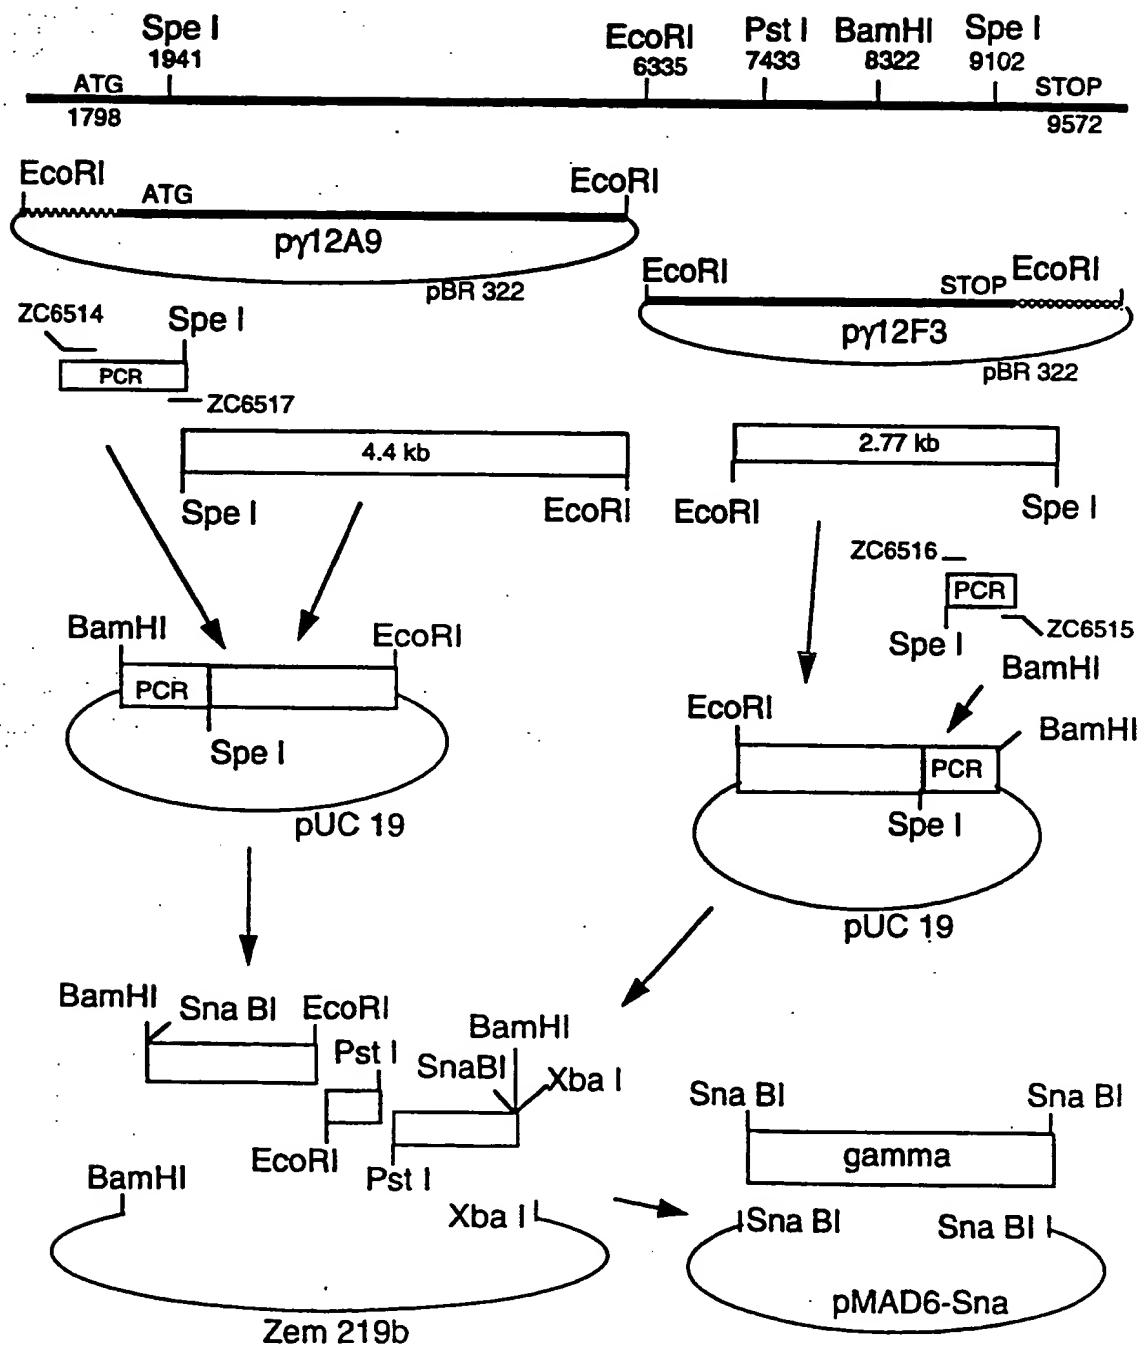 Spe I
1941
EcoRI
6335
Pst I
7433
BamHI
8322
Spe I
9102
ATG
1798
STOP
9572
EcoRI
ATG
EcoRI
pγ12A9
pBR 322
EcoRI
STOP
EcoRI
pγ12F3
pBR 322
ZC6514
Spe I
PCR
ZC6517
4.4 kb
Spe I
EcoRI
2.77 kb
EcoRI
Spe I
ZC6516
PCR
Spe I
ZC6515
BamHI
BamHI
EcoRI
PCR
Spe I
pUC 19
EcoRI
BamHI
PCR
Spe I
pUC 19
BamHI
Sna BI
EcoRI
Pst I
EcoRI
BamHI
SnaBI
Xba I
Pst I
BamHI
Xba I
Zem 219b
Sna BI
Sna BI
gamma
Sna BI
Sna BI
pMAD6-Sna